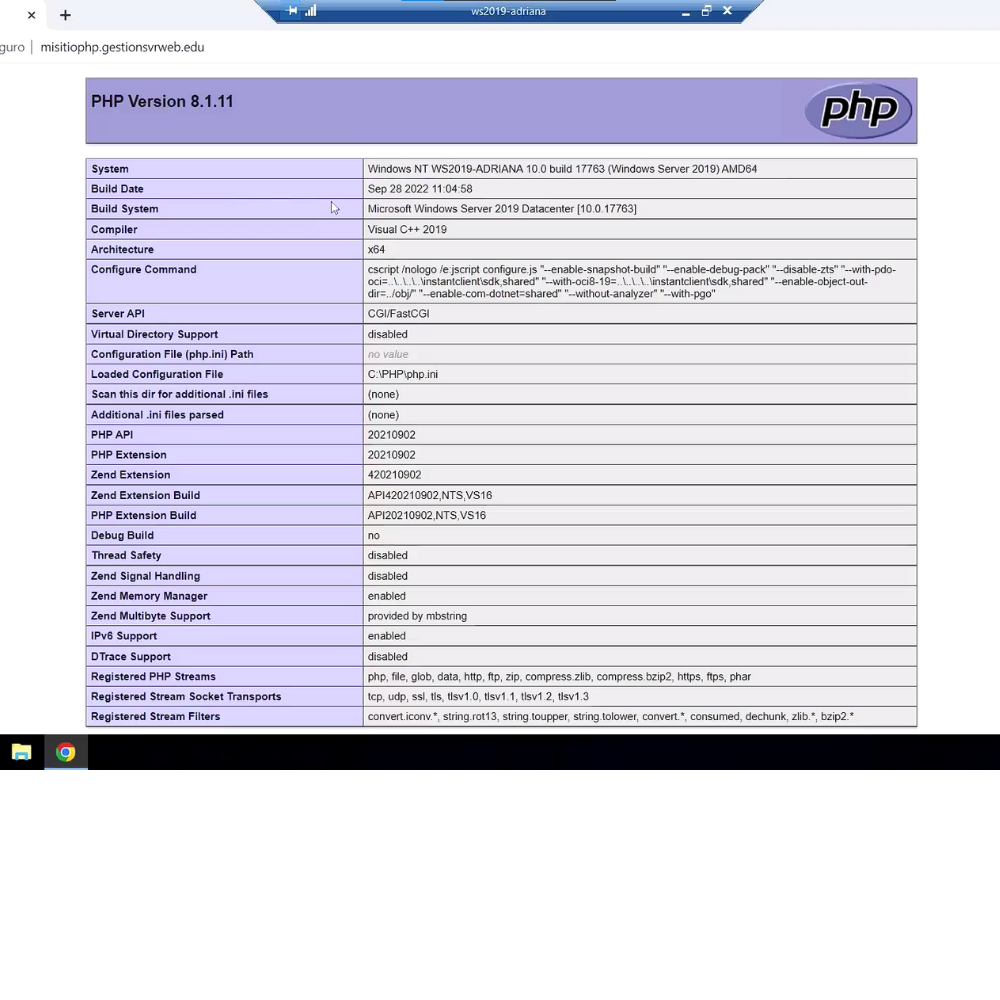 ws2019-adriana
guro | misitiophp.gestionsvrweb.edu
PHP Version 8.1.11
php
System Windows NT WS2019-ADRIANA 10.0 build 17763 (Windows Server 2019) AMD64
Build Date Sep 28 2022 11:04:58
Build System Microsoft Windows Server 2019 Datacenter [10.0.17763]
Compiler Visual C++ 2019
Architecture x64
Configure Command cscript /nologo /e:jscript configure.js "--enable-snapshot-build" "--enable-debug-pack" "--disable-zts" "--with-pdo-
oci=..\..\..\..\instantclient\sdk,shared" "--with-oci8-19=..\..\..\..\instantclient\sdk,shared" "--enable-object-out-
dir=../obj/" "--enable-com-dotnet=shared" "--without-analyzer" "--with-pgo"
Server API CGI/FastCGI
Virtual Directory Support disabled
Configuration File (php.ini) Path no value
Loaded Configuration File C:\PHP\php.ini
Scan this dir for additional .ini files (none)
Additional .ini files parsed (none)
PHP API 20210902
PHP Extension 20210902
Zend Extension 420210902
Zend Extension Build API420210902,NTS,VS16
PHP Extension Build API20210902,NTS,VS16
Debug Build no
Thread Safety disabled
Zend Signal Handling disabled
Zend Memory Manager enabled
Zend Multibyte Support provided by mbstring
IPv6 Support enabled
DTrace Support disabled
Registered PHP Streams php, file, glob, data, http, ftp, zip, compress.zlib, compress.bzip2, https, ftps, phar
Registered Stream Socket Transports tcp, udp, ssl, tls, tlsv1.0, tlsv1.1, tlsv1.2, tlsv1.3
Registered Stream Filters convert.iconv.*, string.rot13, string.toupper, string.tolower, convert.*, consumed, dechunk, zlib.*, bzip2.*